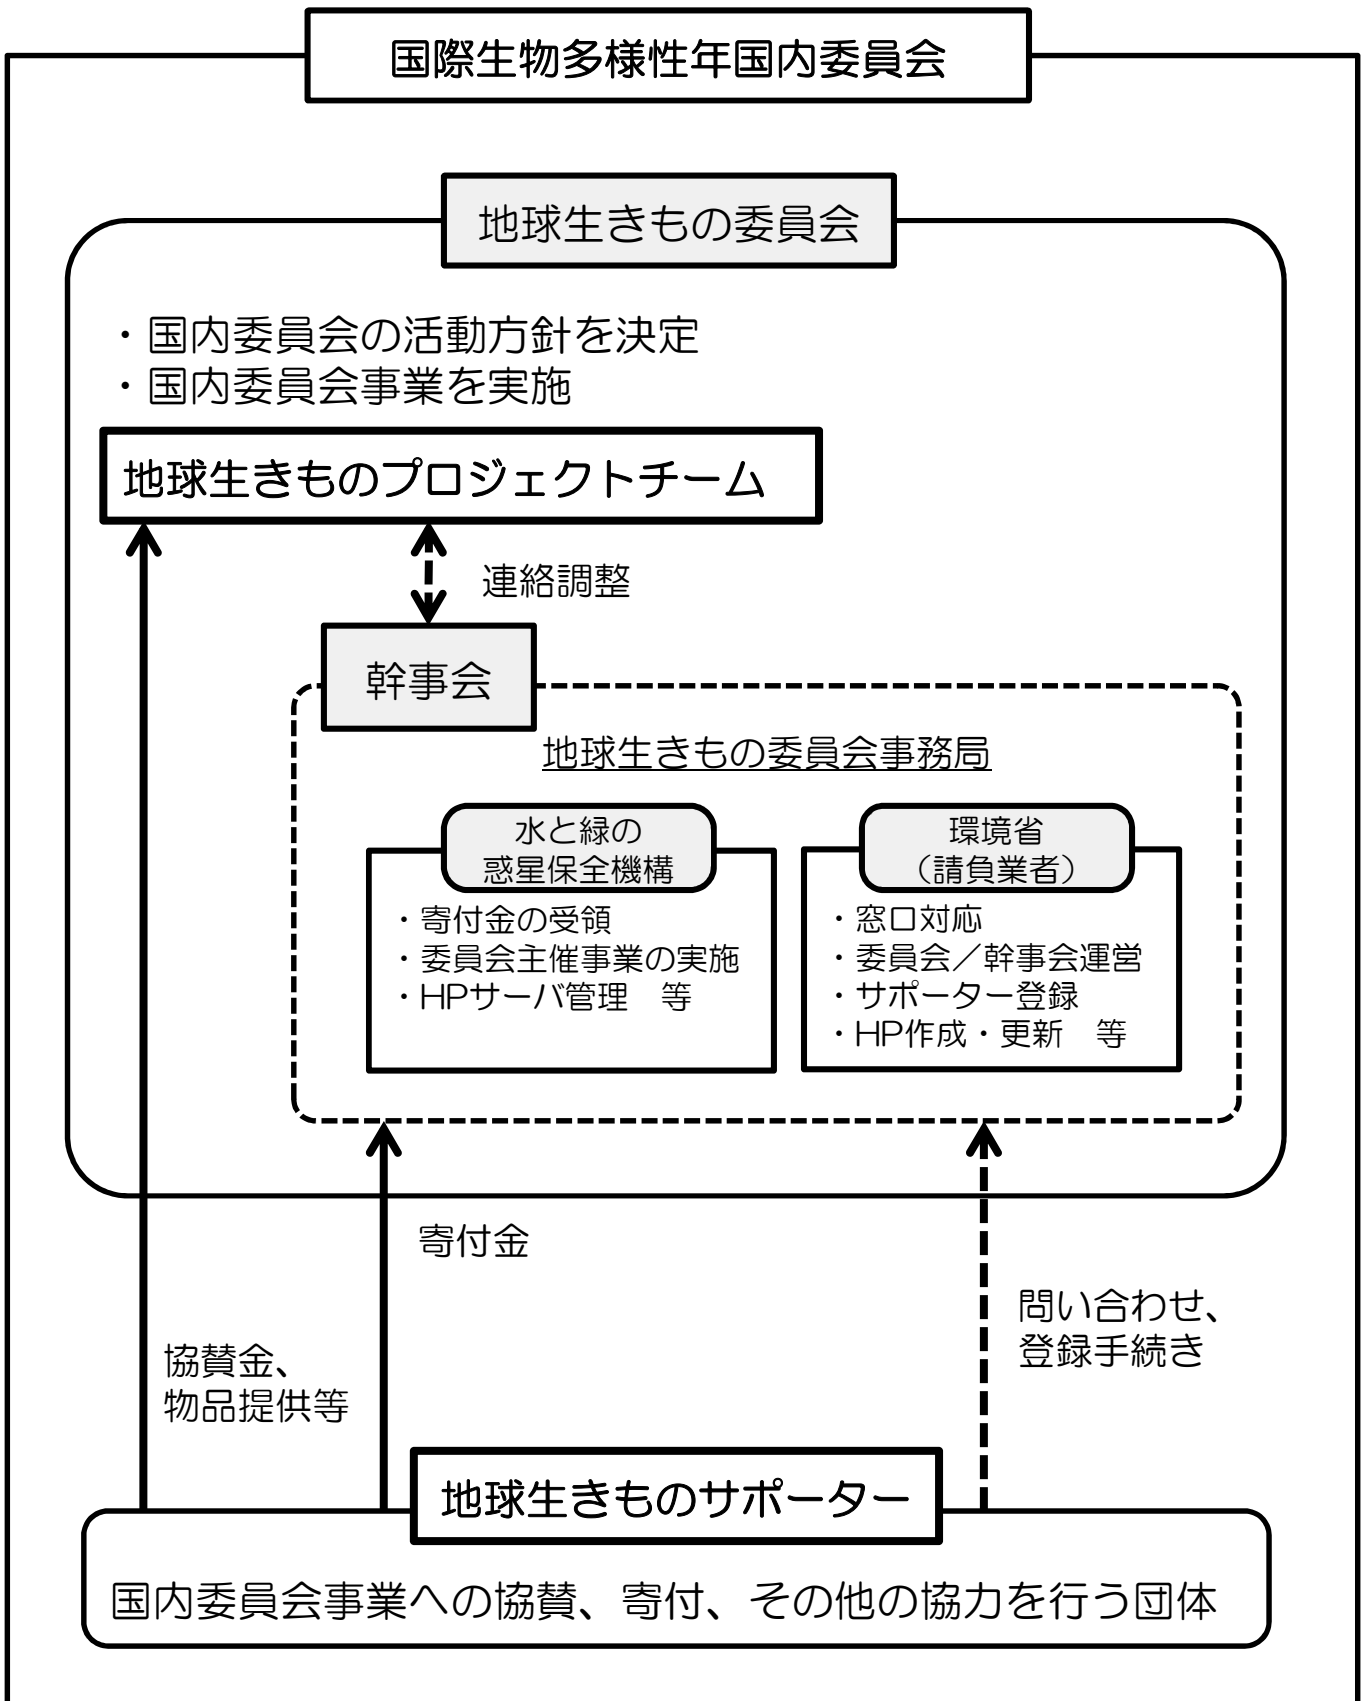 国際生物多様性年国内委員会
地球生きもの委員会
・国内委員会の活動方針を決定
・国内委員会事業を実施
地球生きものプロジェクトチーム
連絡調整
幹事会
地球生きもの委員会事務局
水と緑の
惑星保全機構
・寄付金の受領
・委員会主催事業の実施
・HPサーバ管理　等
環境省
（請負業者）
・窓口対応
・委員会／幹事会運営
・サポーター登録
・HP作成・更新　等
寄付金
問い合わせ、
登録手続き
協賛金、
物品提供等
地球生きものサポーター
国内委員会事業への協賛、寄付、その他の協力を行う団体